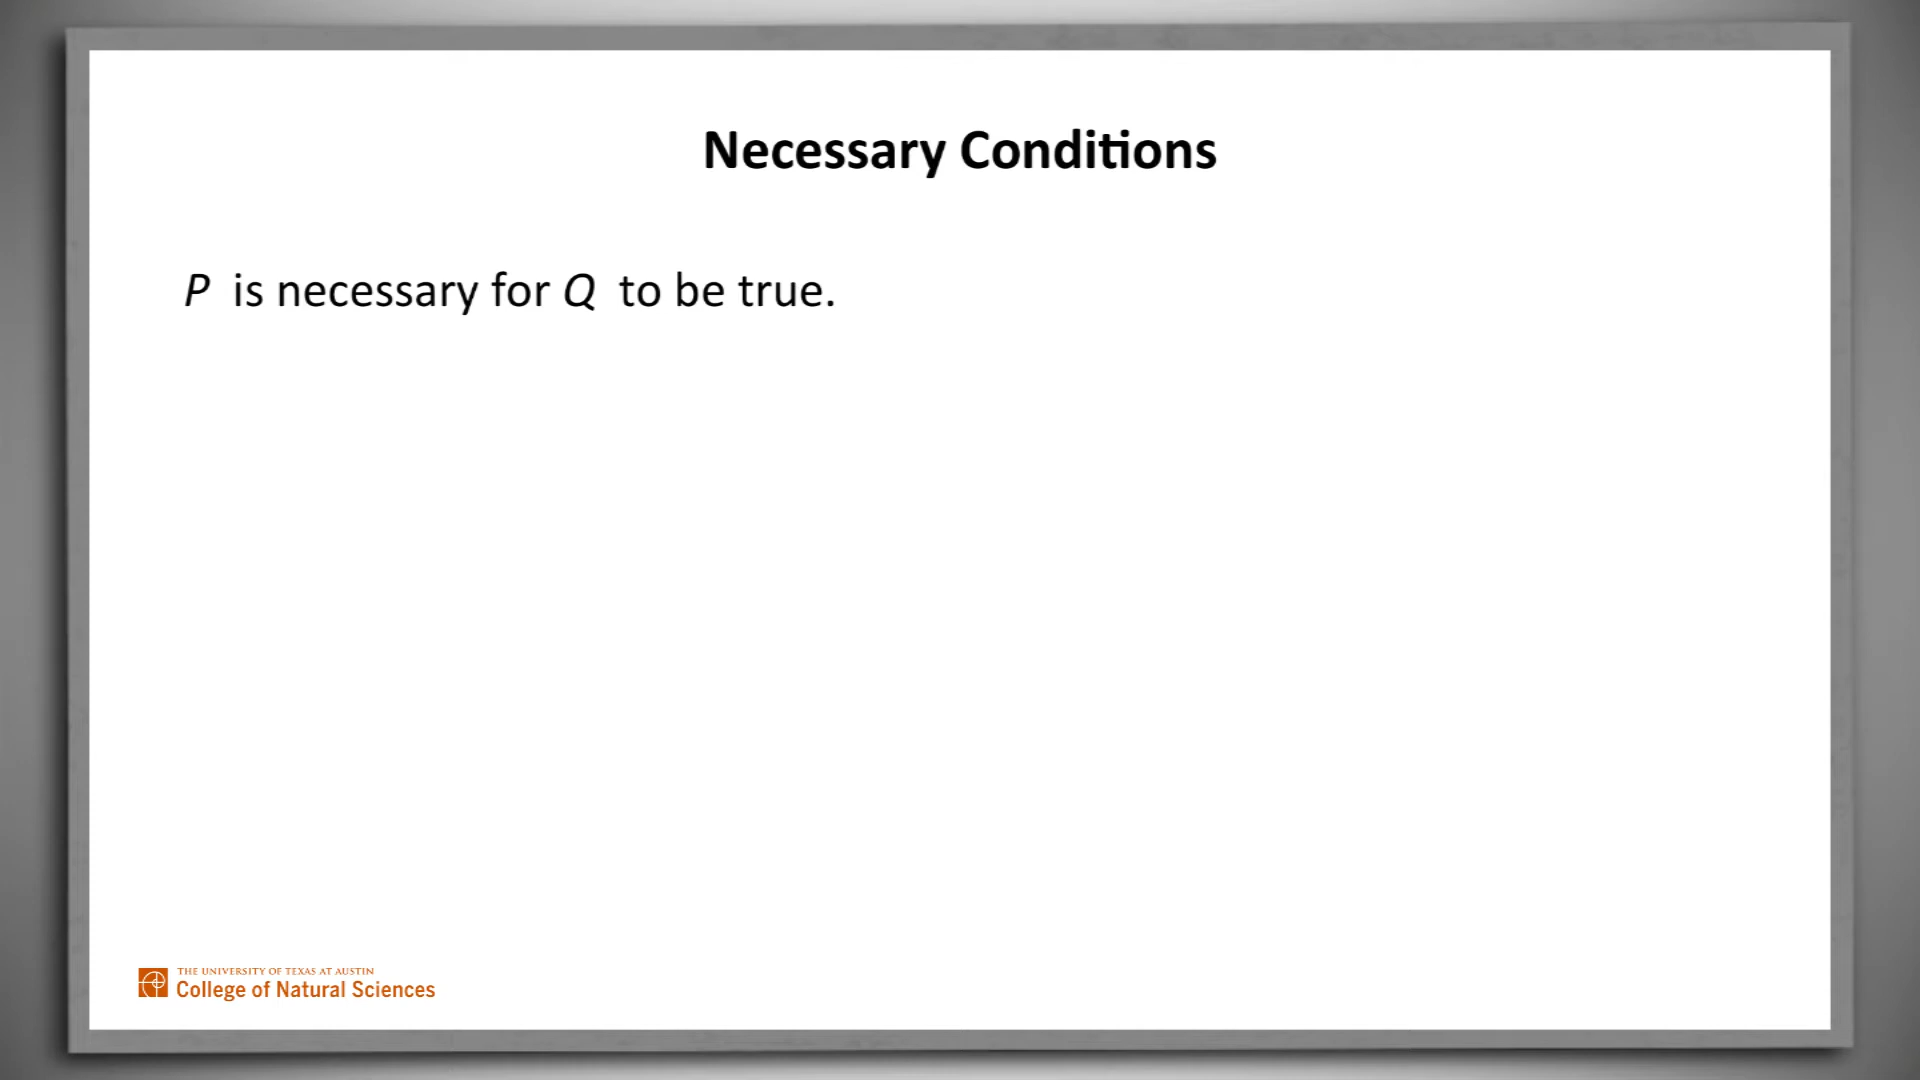 Necessary Conditions
P is necessary for Q to be true.
THE UNIVERSITY OF TEXAS AT AUSTIN
College of Natural Sciences